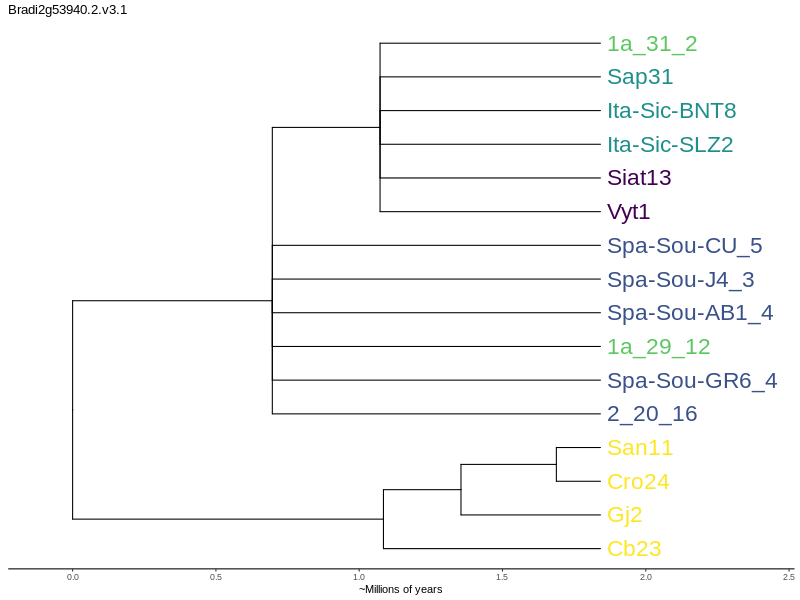 Bradi2g53940.2.v3.1
1a_31_2
Sap31
Ita-Sic-BNT8
Ita-Sic-SLZ2
Siat13
Vyt1
Spa-Sou-CU_5
Spa-Sou-J4_3
Spa-Sou-AB1_4
1a_29_12
Spa-Sou-GR6_4
2_20_16
San11
Cro24
Gj2
Cb23
0.0 0.5 1.0 1.5 2.0 2.5
~Millions of years